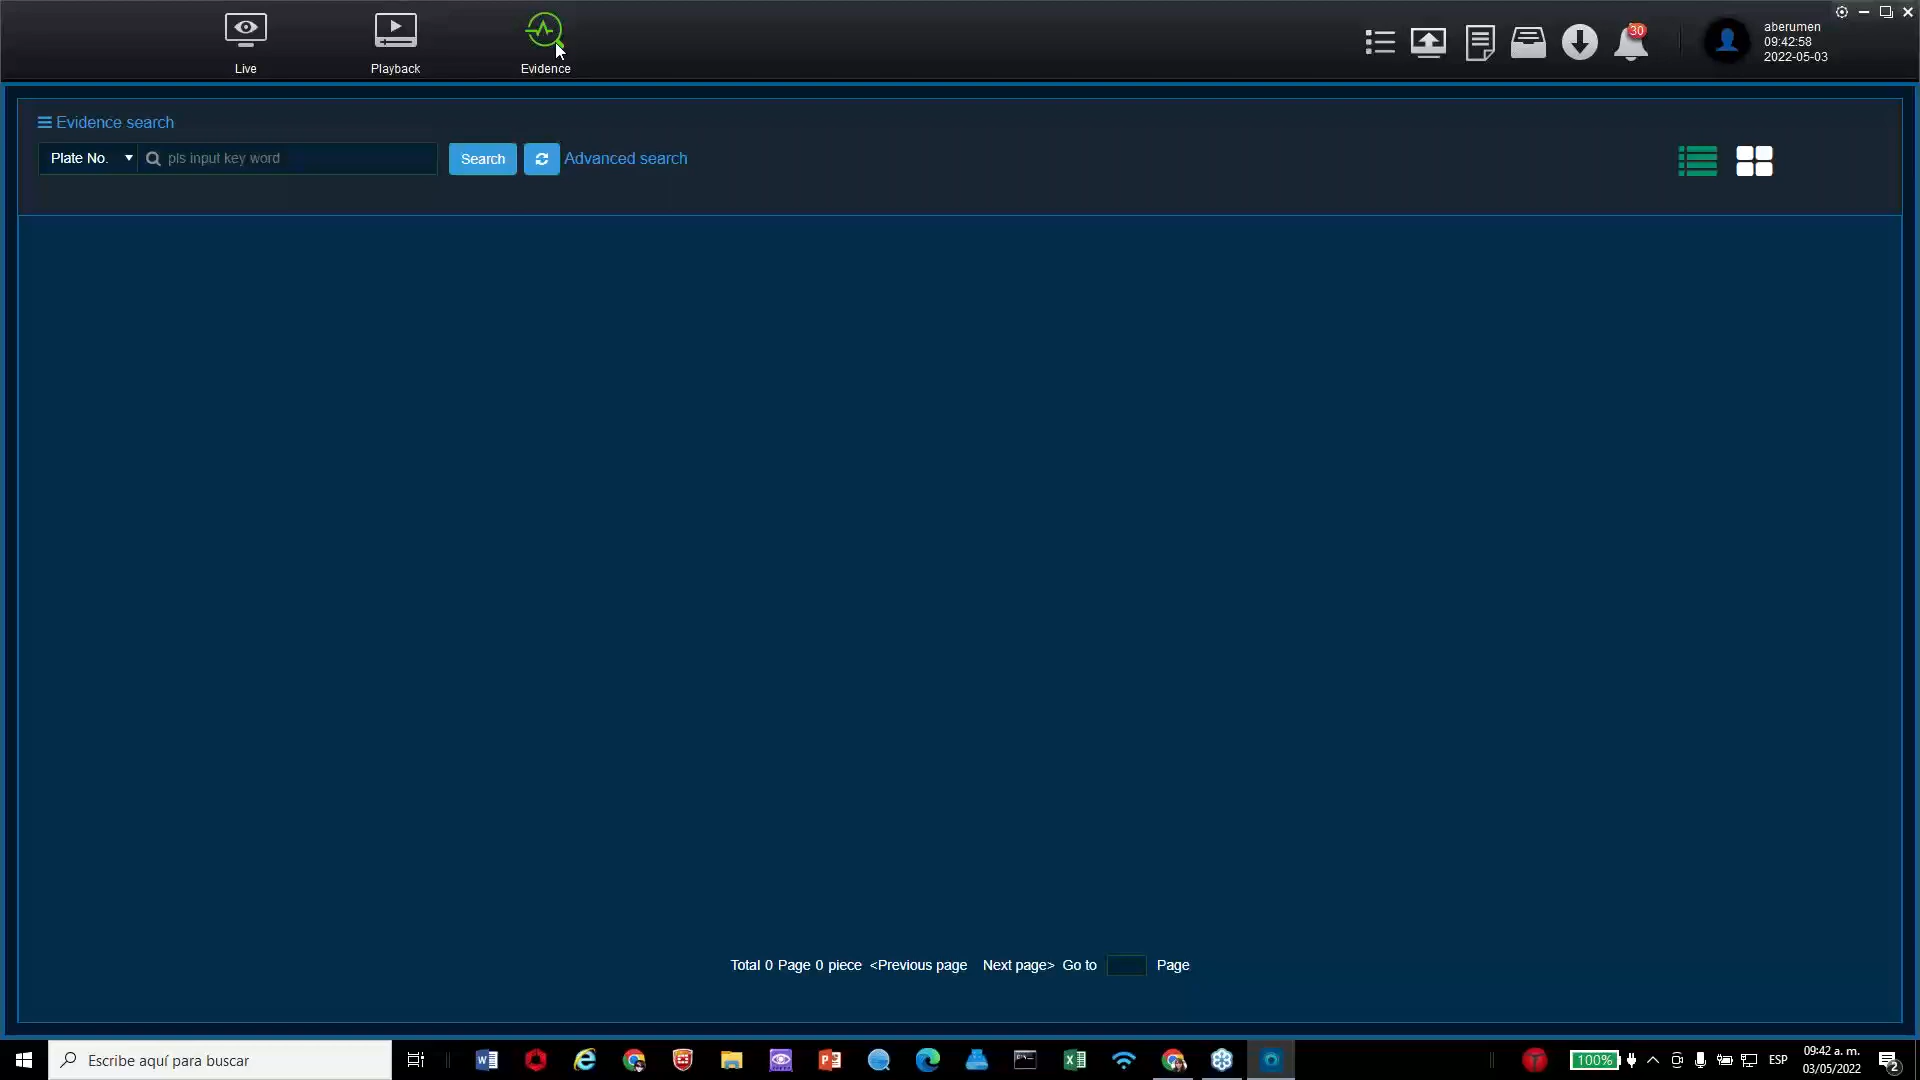 Live
Playback
Evidence
30
aberumen
09:42:58
2022-05-03
Evidence search
Plate No.
pls input key word
Search
Advanced search
Total 0 Page 0 piece <Previous page Next page> Go to Page
Escribe aquí para buscar
100%
ESP
09:42 a. m.
03/05/2022
2